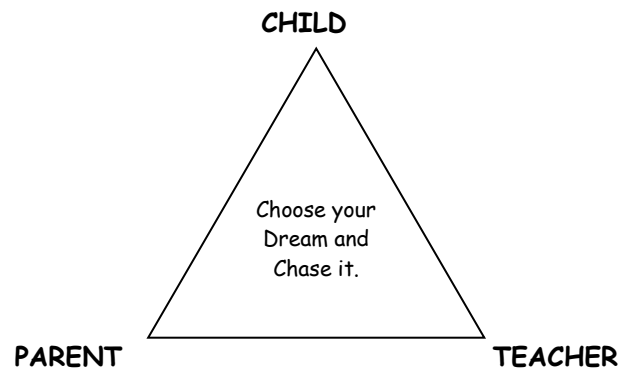 CHILD
Choose your
Dream and
Chase it.
PARENT
TEACHER